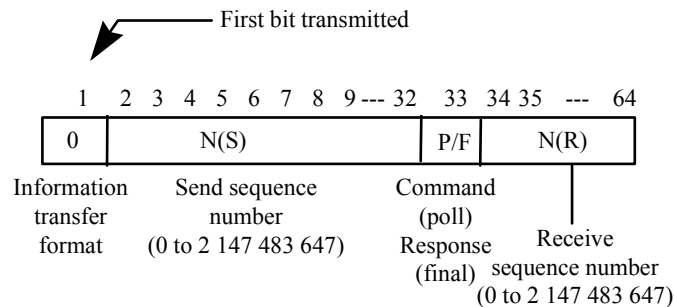 First bit transmitted
1 2 3 4 5 6 7 8 9 --- 32 33 34 35 --- 64
0 N(S) P/F N(R)
Information
transfer
format
Send sequence
number
(0 to 2 147 483 647)
Command
(poll)
Response
(final)
Receive
sequence number
(0 to 2 147 483 647)